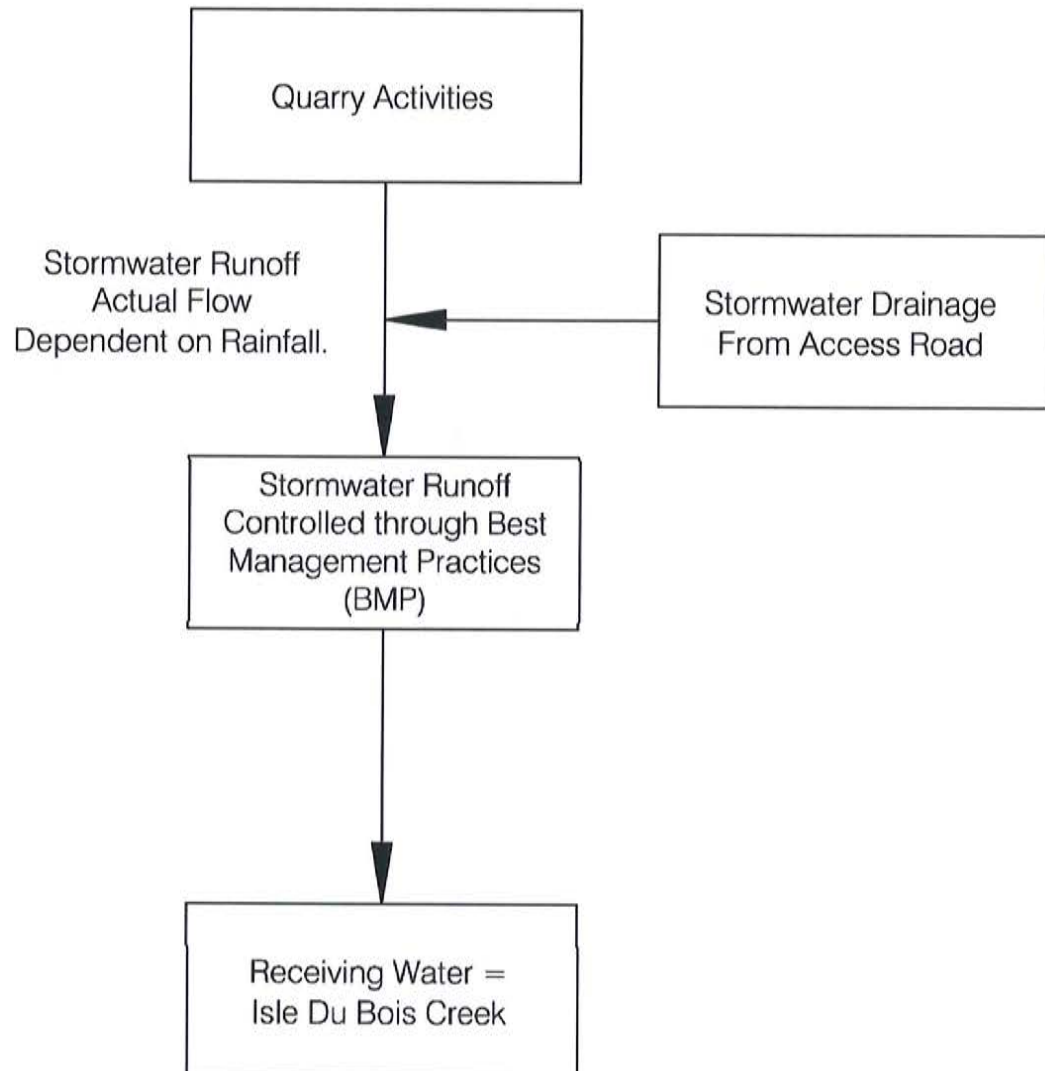 Quarry Activities
Stormwater Runoff
Actual Flow
Dependent on Rainfall.
Stormwater Drainage
From Access Road
Stormwater Runoff
Controlled through Best
Management Practices
(BMP)
Receiving Water =
Isle Du Bois Creek